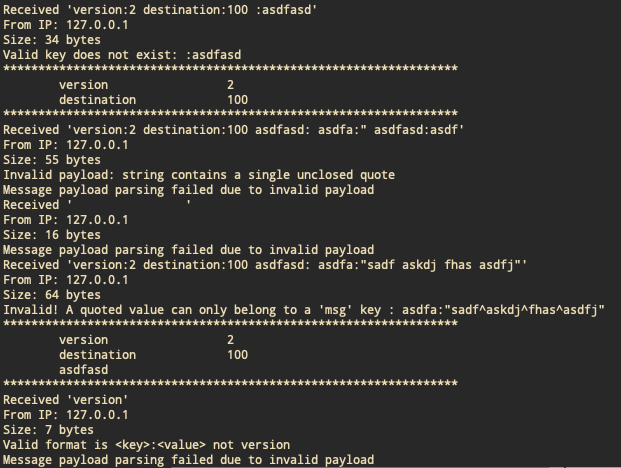 Received 'version:2 destination:100 :asdfasd'
From IP: 127.0.0.1
Size: 34 bytes
Valid key does not exist: :asdfasd
*****************************************************************
        version                 2
        destination             100
*****************************************************************
Received 'version:2 destination:100 asdfasd: asdfa:" asdfasd:asdf'
From IP: 127.0.0.1
Size: 55 bytes
Invalid payload: string contains a single unclosed quote
Message payload parsing failed due to invalid payload
Received '                '
From IP: 127.0.0.1
Size: 16 bytes
Message payload parsing failed due to invalid payload
Received 'version:2 destination:100 asdfasd: asdfa:"sadf askdj fhas asdfj"'
From IP: 127.0.0.1
Size: 64 bytes
Invalid! A quoted value can only belong to a 'msg' key : asdfa:"sadf^askdj^fhas^asdfj"
*****************************************************************
        version                 2
        destination             100
        asdfasd
*****************************************************************
Received 'version'
From IP: 127.0.0.1
Size: 7 bytes
Valid format is <key>:<value> not version
Message payload parsing failed due to invalid payload